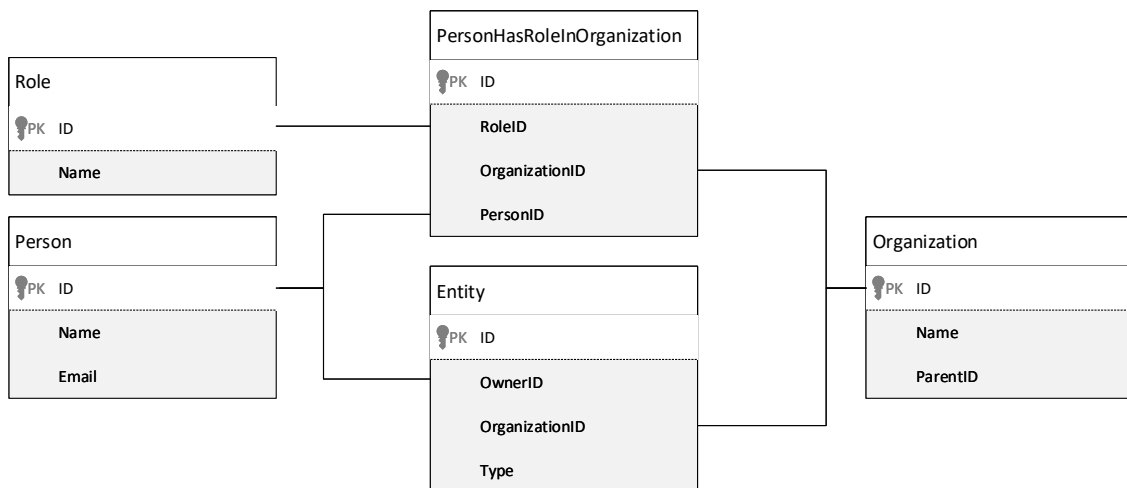 Role
PK ID
Name
Person
PK ID
Name
Email
PersonHasRoleInOrganization
PK ID
RoleID
OrganizationID
PersonID
Entity
PK ID
OwnerID
OrganizationID
Type
Organization
PK ID
Name
ParentID